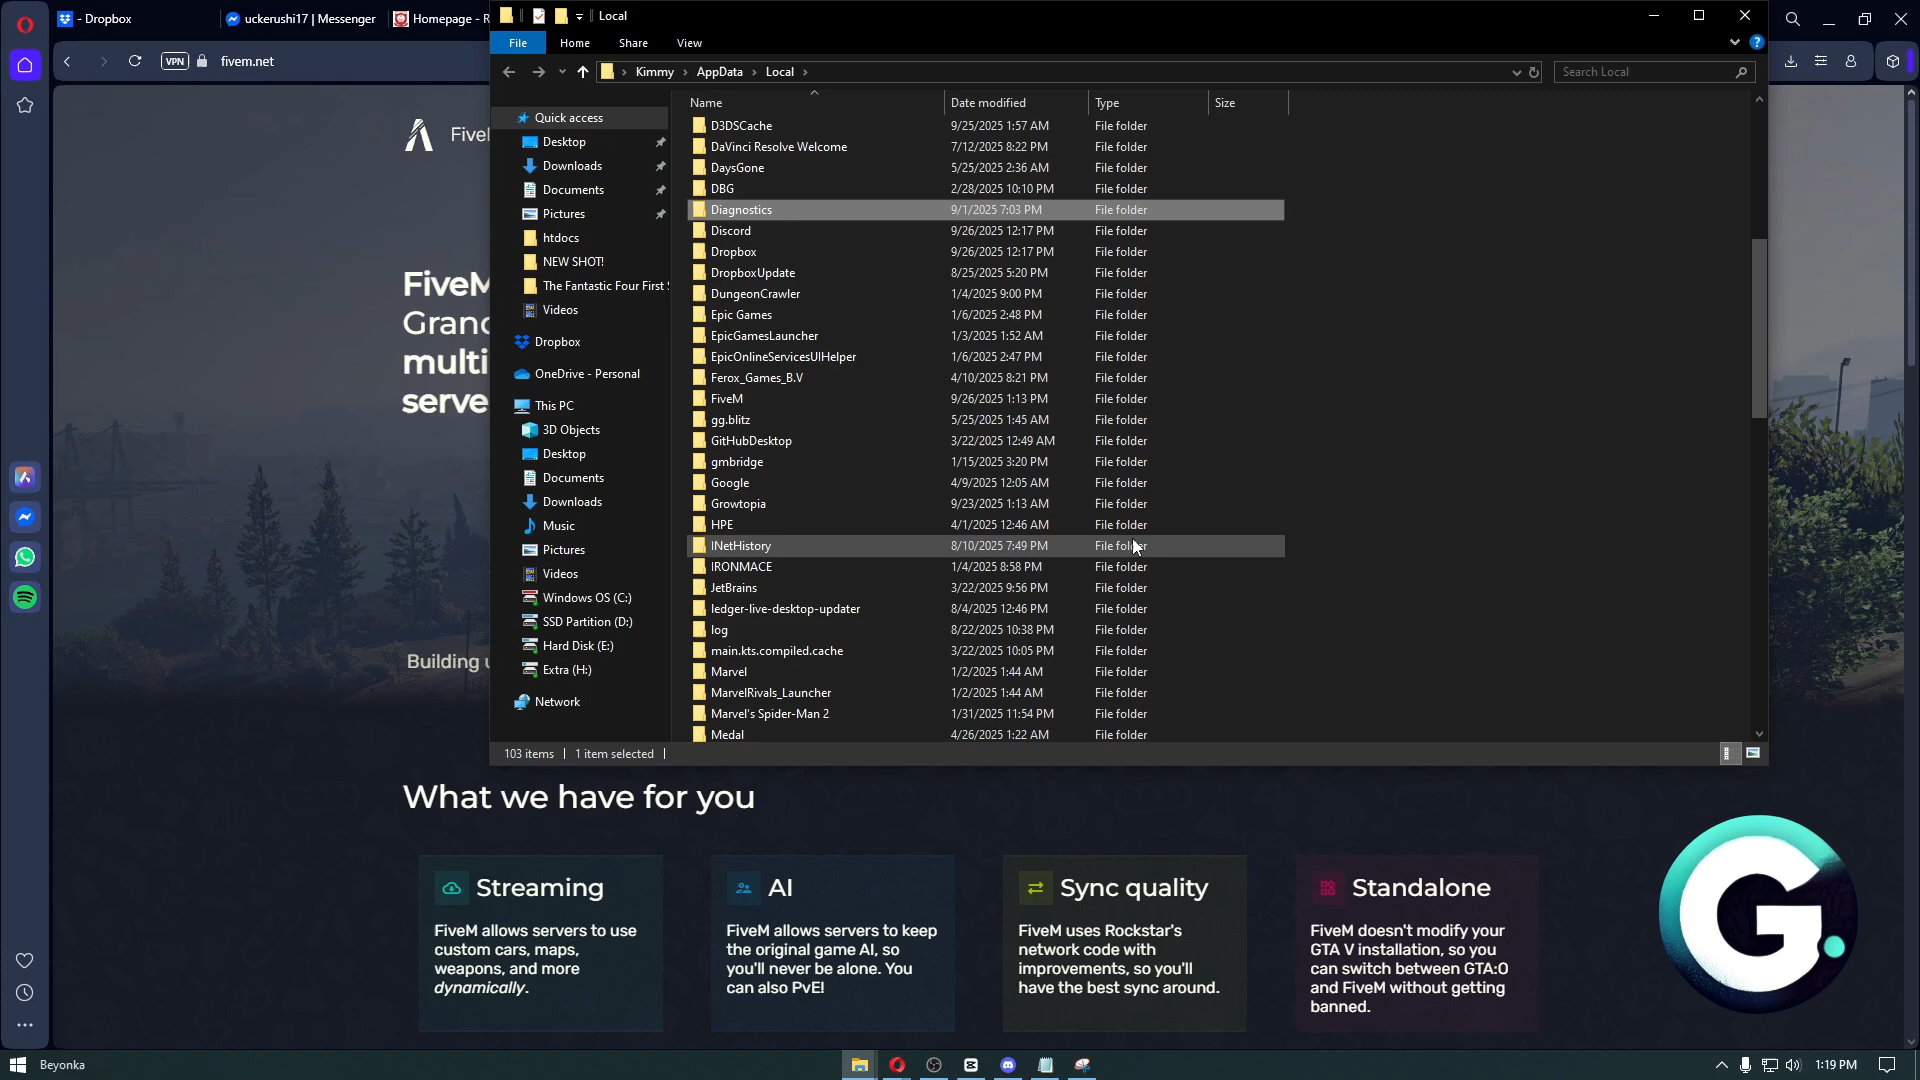 - Dropbox
uckerushi17 | Messenger
Homepage - R
Local
File
Home
Share
View
VPN
fivem.net
Kimmy
AppData
Local
Search Local
Quick access
Desktop
Downloads
Documents
Pictures
htdocs
NEW SHOT!
The Fantastic Four First
Videos
Dropbox
OneDrive - Personal
This PC
3D Objects
Desktop
Documents
Downloads
Music
Pictures
Videos
Windows OS (C:)
SSD Partition (D:)
Hard Disk (E:)
Extra (H:)
Network
Name Date modified Type Size
D3DSCache 9/25/2025 1:57 AM File folder
DaVinci Resolve Welcome 7/12/2025 8:22 PM File folder
DaysGone 5/25/2025 2:36 AM File folder
DBG 2/28/2025 10:10 PM File folder
Diagnostics 9/1/2025 7:03 PM File folder
Discord 9/26/2025 12:17 PM File folder
Dropbox 9/26/2025 12:17 PM File folder
DropboxUpdate 8/25/2025 5:20 PM File folder
DungeonCrawler 1/4/2025 9:00 PM File folder
Epic Games 1/6/2025 2:48 PM File folder
EpicGamesLauncher 1/3/2025 1:52 AM File folder
EpicOnlineServicesUIHelper 1/6/2025 2:47 PM File folder
Ferox_Games_B.V 4/10/2025 8:21 PM File folder
FiveM 9/26/2025 1:13 PM File folder
gg.blitz 5/25/2025 1:45 AM File folder
GitHubDesktop 3/22/2025 12:49 AM File folder
gmbridge 1/15/2025 3:20 PM File folder
Google 4/9/2025 12:05 AM File folder
Growtopia 9/23/2025 1:13 AM File folder
HPE 4/1/2025 12:46 AM File folder
INetHistory 8/10/2025 7:49 PM File folder
IRONMACE 1/4/2025 8:58 PM File folder
JetBrains 3/22/2025 9:56 PM File folder
ledger-live-desktop-updater 8/4/2025 12:46 PM File folder
log 8/22/2025 10:38 PM File folder
main.kts.compiled.cache 3/22/2025 10:05 PM File folder
Marvel 1/2/2025 1:44 AM File folder
MarvelRivals_Launcher 1/2/2025 1:44 AM File folder
Marvel's Spider-Man 2 1/31/2025 11:54 PM File folder
Medal 4/26/2025 1:22 AM File folder
103 items
1 item selected
Five
FiveM
Granc
multi
serve
Building
What we have for you
Streaming
FiveM allows servers to use
custom cars, maps,
weapons, and more
dynamically.
AI
FiveM allows servers to keep
the original game AI, so
you'll never be alone. You
can also PvE!
Sync quality
FiveM uses Rockstar's
network code with
improvements, so you'll
have the best sync around.
Standalone
FiveM doesn't modify your
GTA V installation, so you
can switch between GTA:O
and FiveM without getting
banned.
G
Beyonka
1:19 PM